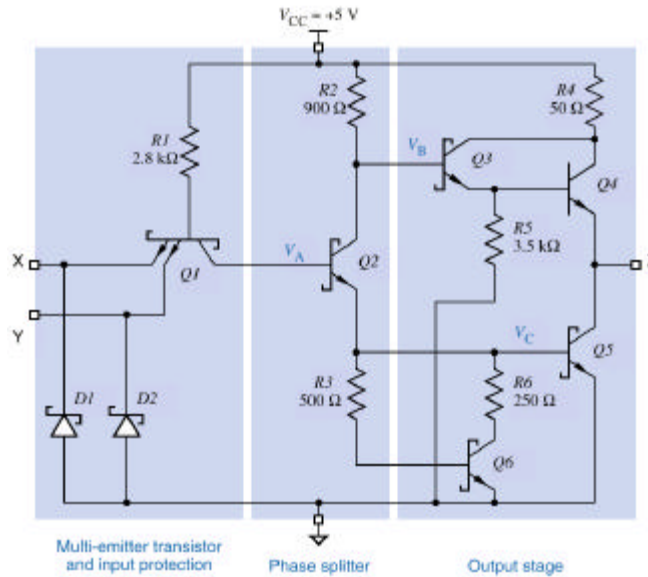 V_CC = +5 V
R2
900 Ω
R4
50 Ω
R1
2.8 kΩ
V_B
Q3
Q4
R5
3.5 kΩ
X
Q1
V_A
Q2
Y
V_C
Q5
D1
D2
R3
500 Ω
R6
250 Ω
Q6
Multi-emitter transistor
and input protection
Phase splitter
Output stage